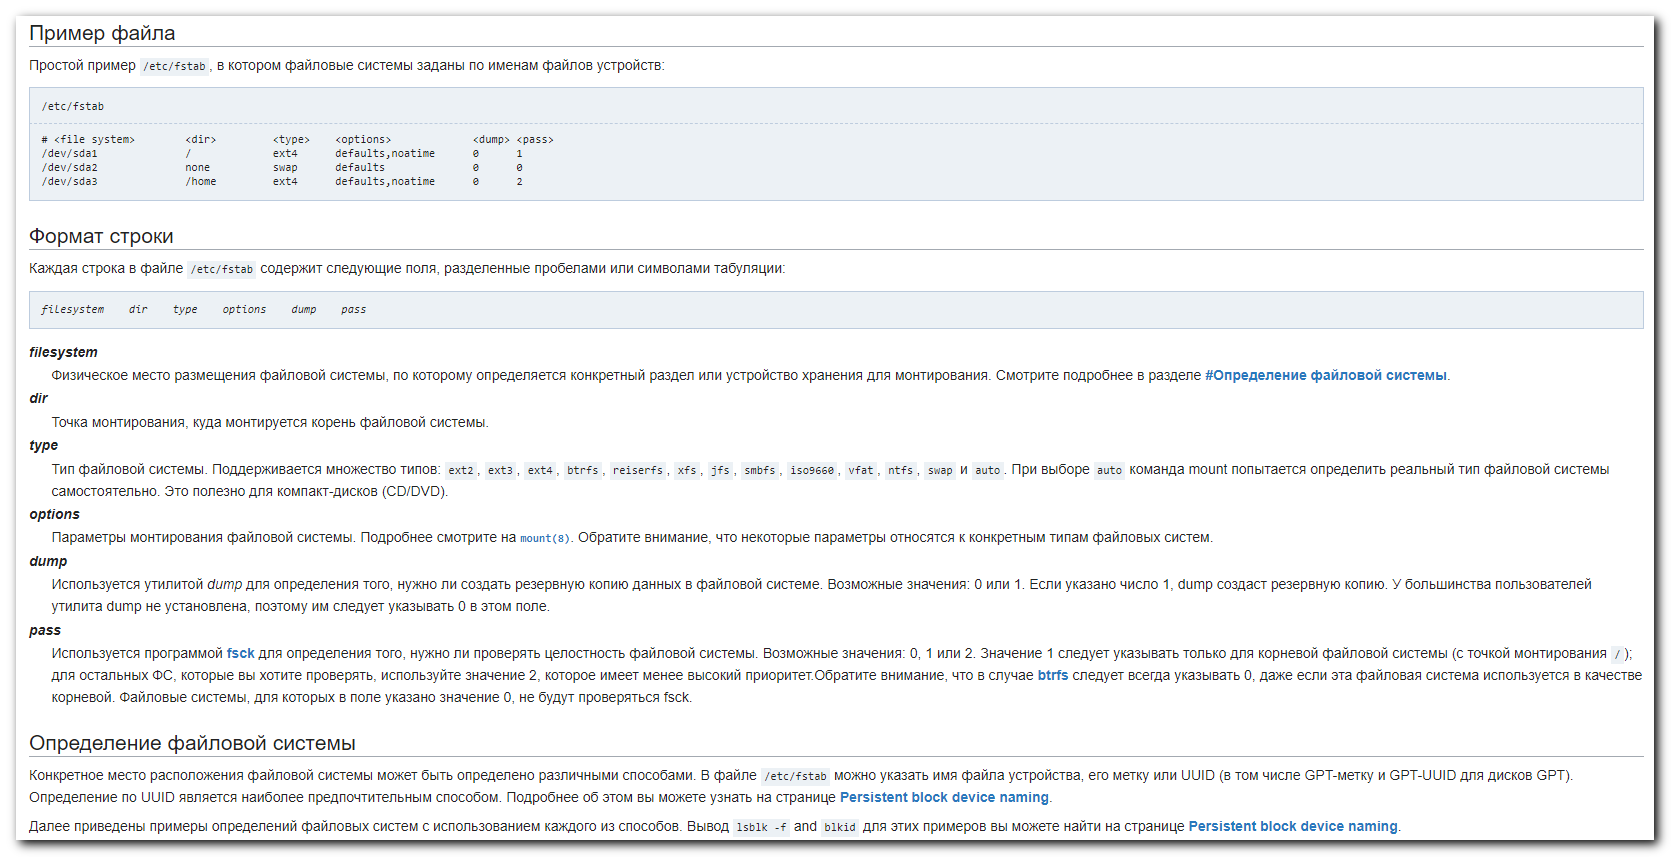 Пример файла
Простой пример /etc/fstab, в котором файловые системы заданы по именам файлов устройств:
/etc/fstab
# <file system> <dir> <type> <options> <dump> <pass>
/dev/sda1 / ext4 defaults,noatime 0 1
/dev/sda2 none swap defaults 0 0
/dev/sda3 /home ext4 defaults,noatime 0 2
Формат строки
Каждая строка в файле /etc/fstab содержит следующие поля, разделенные пробелами или символами табуляции:
filesystem dir type options dump pass
filesystem
Физическое место размещения файловой системы, по которому определяется конкретный раздел или устройство хранения для монтирования. Смотрите подробнее в разделе #Определение файловой системы.
dir
Точка монтирования, куда монтируется корень файловой системы.
type
Тип файловой системы. Поддерживается множество типов: ext2, ext3, ext4, btrfs, reiserfs, xfs, jfs, smbfs, iso9660, vfat, ntfs, swap и auto. При выборе auto команда mount попытается определить реальный тип файловой системы
самостоятельно. Это полезно для компакт-дисков (CD/DVD).
options
Параметры монтирования файловой системы. Подробнее смотрите на mount(8). Обратите внимание, что некоторые параметры относятся к конкретным типам файловых систем.
dump
Используется утилитой dump для определения того, нужно ли создать резервную копию данных в файловой системе. Возможные значения: 0 или 1. Если указано число 1, dump создаст резервную копию. У большинства пользователей
утилита dump не установлена, поэтому им следует указывать 0 в этом поле.
pass
Используется программой fsck для определения того, нужно ли проверять целостность файловой системы. Возможные значения: 0, 1 или 2. Значение 1 следует указывать только для корневой файловой системы (с точкой монтирования /);
для остальных ФС, которые вы хотите проверять, используйте значение 2, которое имеет менее высокий приоритет.Обратите внимание, что в случае btrfs следует всегда указывать 0, даже если эта файловая система используется в качестве
корневой. Файловые системы, для которых в поле указано значение 0, не будут проверяться fsck.
Определение файловой системы
Конкретное место расположения файловой системы может быть определено различными способами. В файле /etc/fstab можно указать имя файла устройства, его метку или UUID (в том числе GPT-метку и GPT-UUID для дисков GPT).
Определение по UUID является наиболее предпочтительным способом. Подробнее об этом вы можете узнать на странице Persistent block device naming.
Далее приведены примеры определений файловых систем с использованием каждого из способов. Вывод lsblk -f and blkid для этих примеров вы можете найти на странице Persistent block device naming.